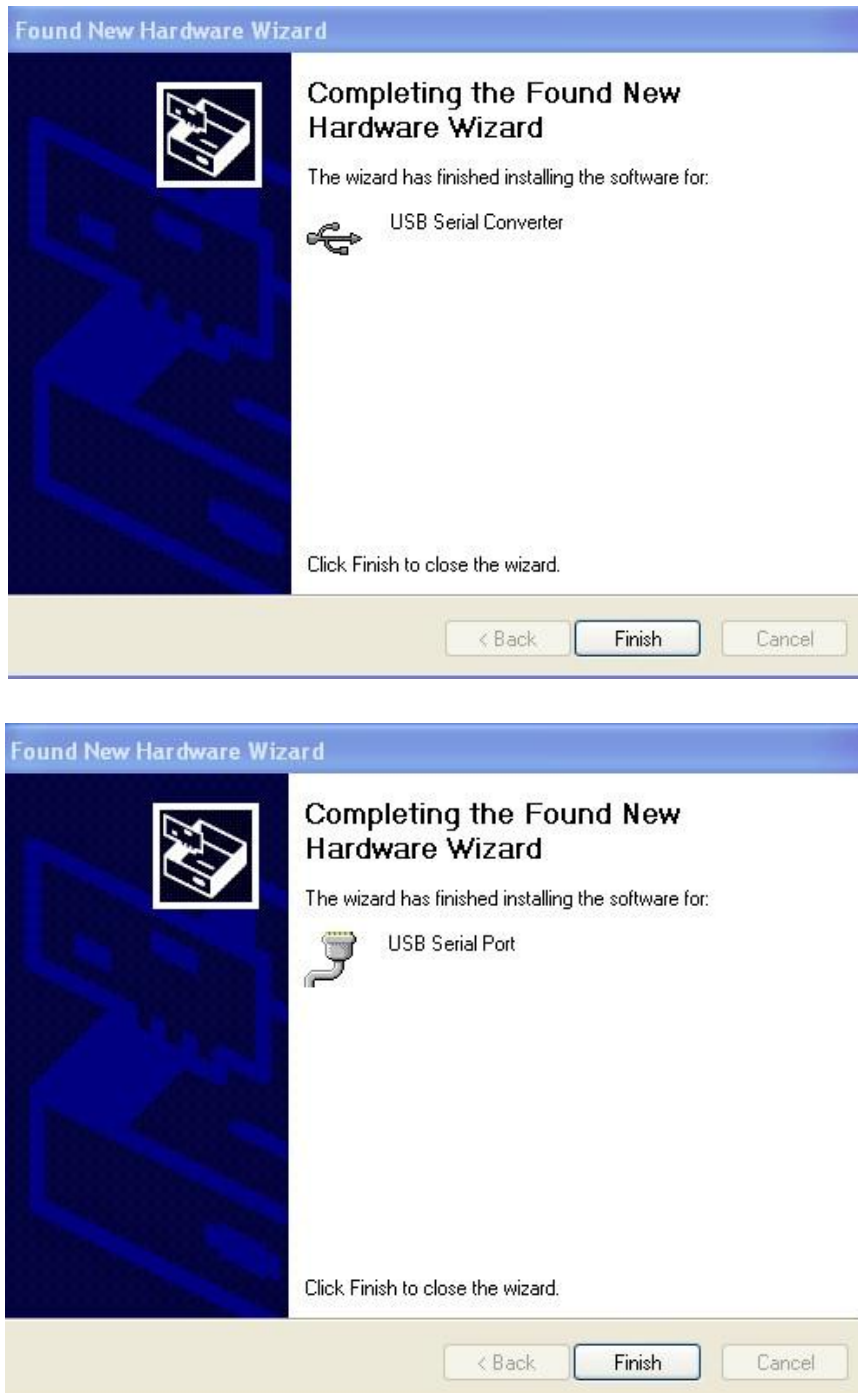 Found New Hardware Wizard
Completing the Found New
Hardware Wizard
The wizard has finished installing the software for:
USB Serial Converter
Click Finish to close the wizard.
< Back Finish Cancel
Found New Hardware Wizard
Completing the Found New
Hardware Wizard
The wizard has finished installing the software for:
USB Serial Port
Click Finish to close the wizard.
< Back Finish Cancel